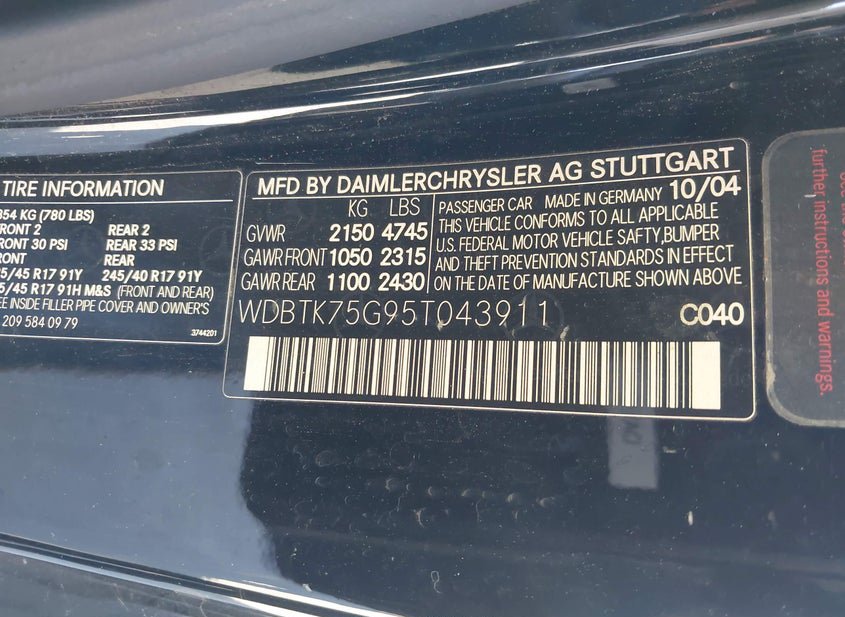 TIRE INFORMATION
354 KG (780 LBS)
FRONT 2 REAR 2
FRONT 30 PSI REAR 33 PSI
FRONT REAR
5/45 R17 91Y 245/40 R17 91Y
5/45 R17 91H M&S (FRONT AND REAR)
EE INSIDE FILLER PIPE COVER AND OWNER'S
209 584 09 79
3744201
MFD BY DAIMLERCHRYSLER AG STUTTGART
KG LBS
GVWR 2150 4745
GAWR FRONT 1050 2315
GAWR REAR 1100 2430
PASSENGER CAR MADE IN GERMANY 10/04
THIS VEHICLE CONFORMS TO ALL APPLICABLE
U.S. FEDERAL MOTOR VEHICLE SAFTY,BUMPER
AND THEFT PREVENTION STANDARDS IN EFFECT
ON THE DATE OF MANUFACTURE SHOWN ABOVE
WDBTK75G95T043911 C040
further instructions and warnings.